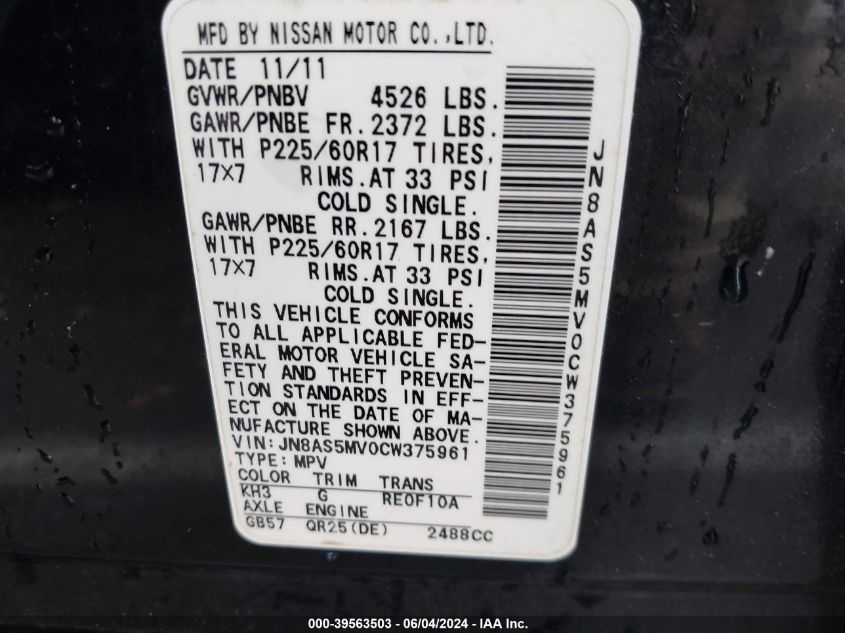 MFD BY NISSAN MOTOR CO.,LTD.
DATE 11/11
GVWR/PNBV 4526 LBS.
GAWR/PNBE FR.2372 LBS.
WITH P225/60R17 TIRES,
17×7 RIMS.AT 33 PSI
COLD SINGLE.
GAWR/PNBE RR.2167 LBS.
WITH P225/60R17 TIRES,
17×7 RIMS.AT 33 PSI
COLD SINGLE.
THIS VEHICLE CONFORMS
TO ALL APPLICABLE FED-
ERAL MOTOR VEHICLE SA-
FETY AND THEFT PREVEN-
TION STANDARDS IN EFF-
ECT ON THE DATE OF MA-
NUFACTURE SHOWN ABOVE.
VIN: JN8AS5MV0CW375961
TYPE: MPV
COLOR TRIM TRANS
KH3 G RE0F10A
AXLE ENGINE
GB57 QR25(DE) 2488CC
JN8AS5MV0CW375961
000-39563503 - 06/04/2024 - IAA Inc.